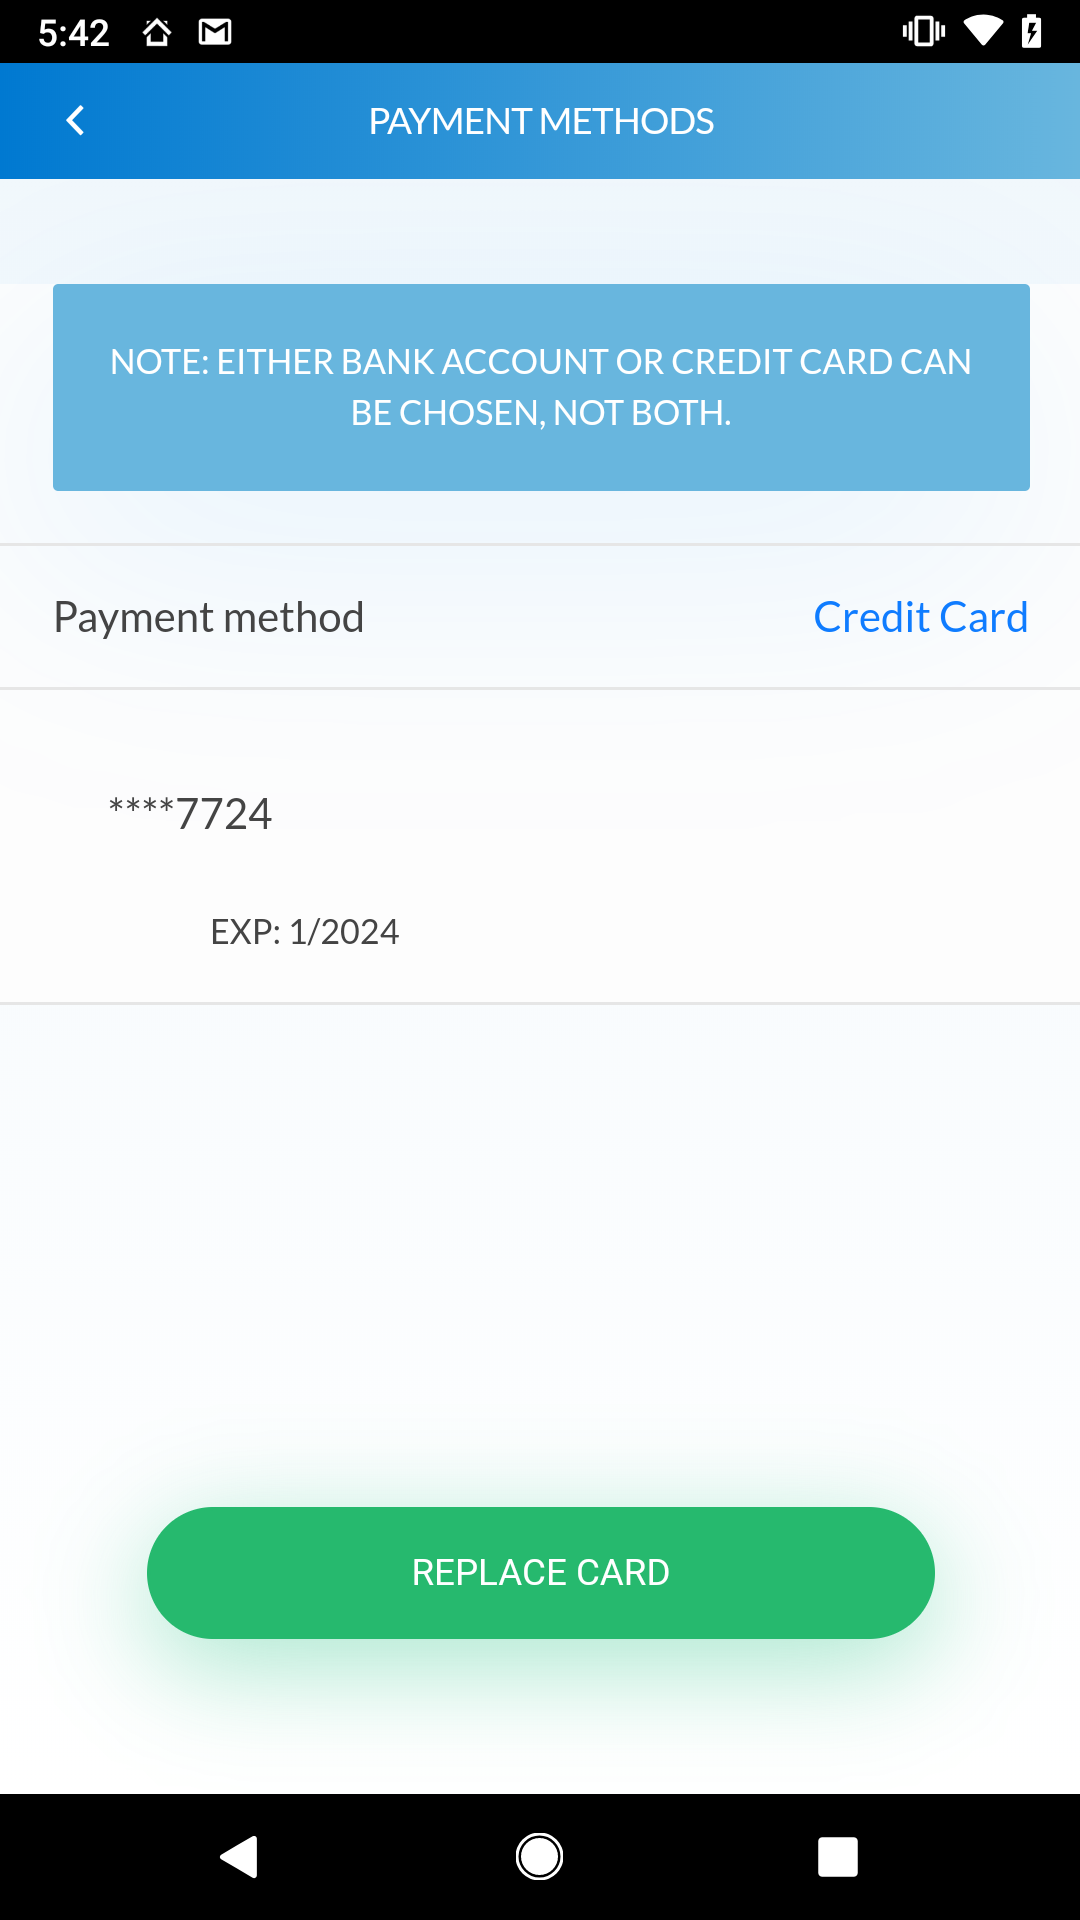 5:42
PAYMENT METHODS
NOTE: EITHER BANK ACCOUNT OR CREDIT CARD CAN
BE CHOSEN, NOT BOTH.
Payment method Credit Card
****7724
EXP: 1/2024
REPLACE CARD